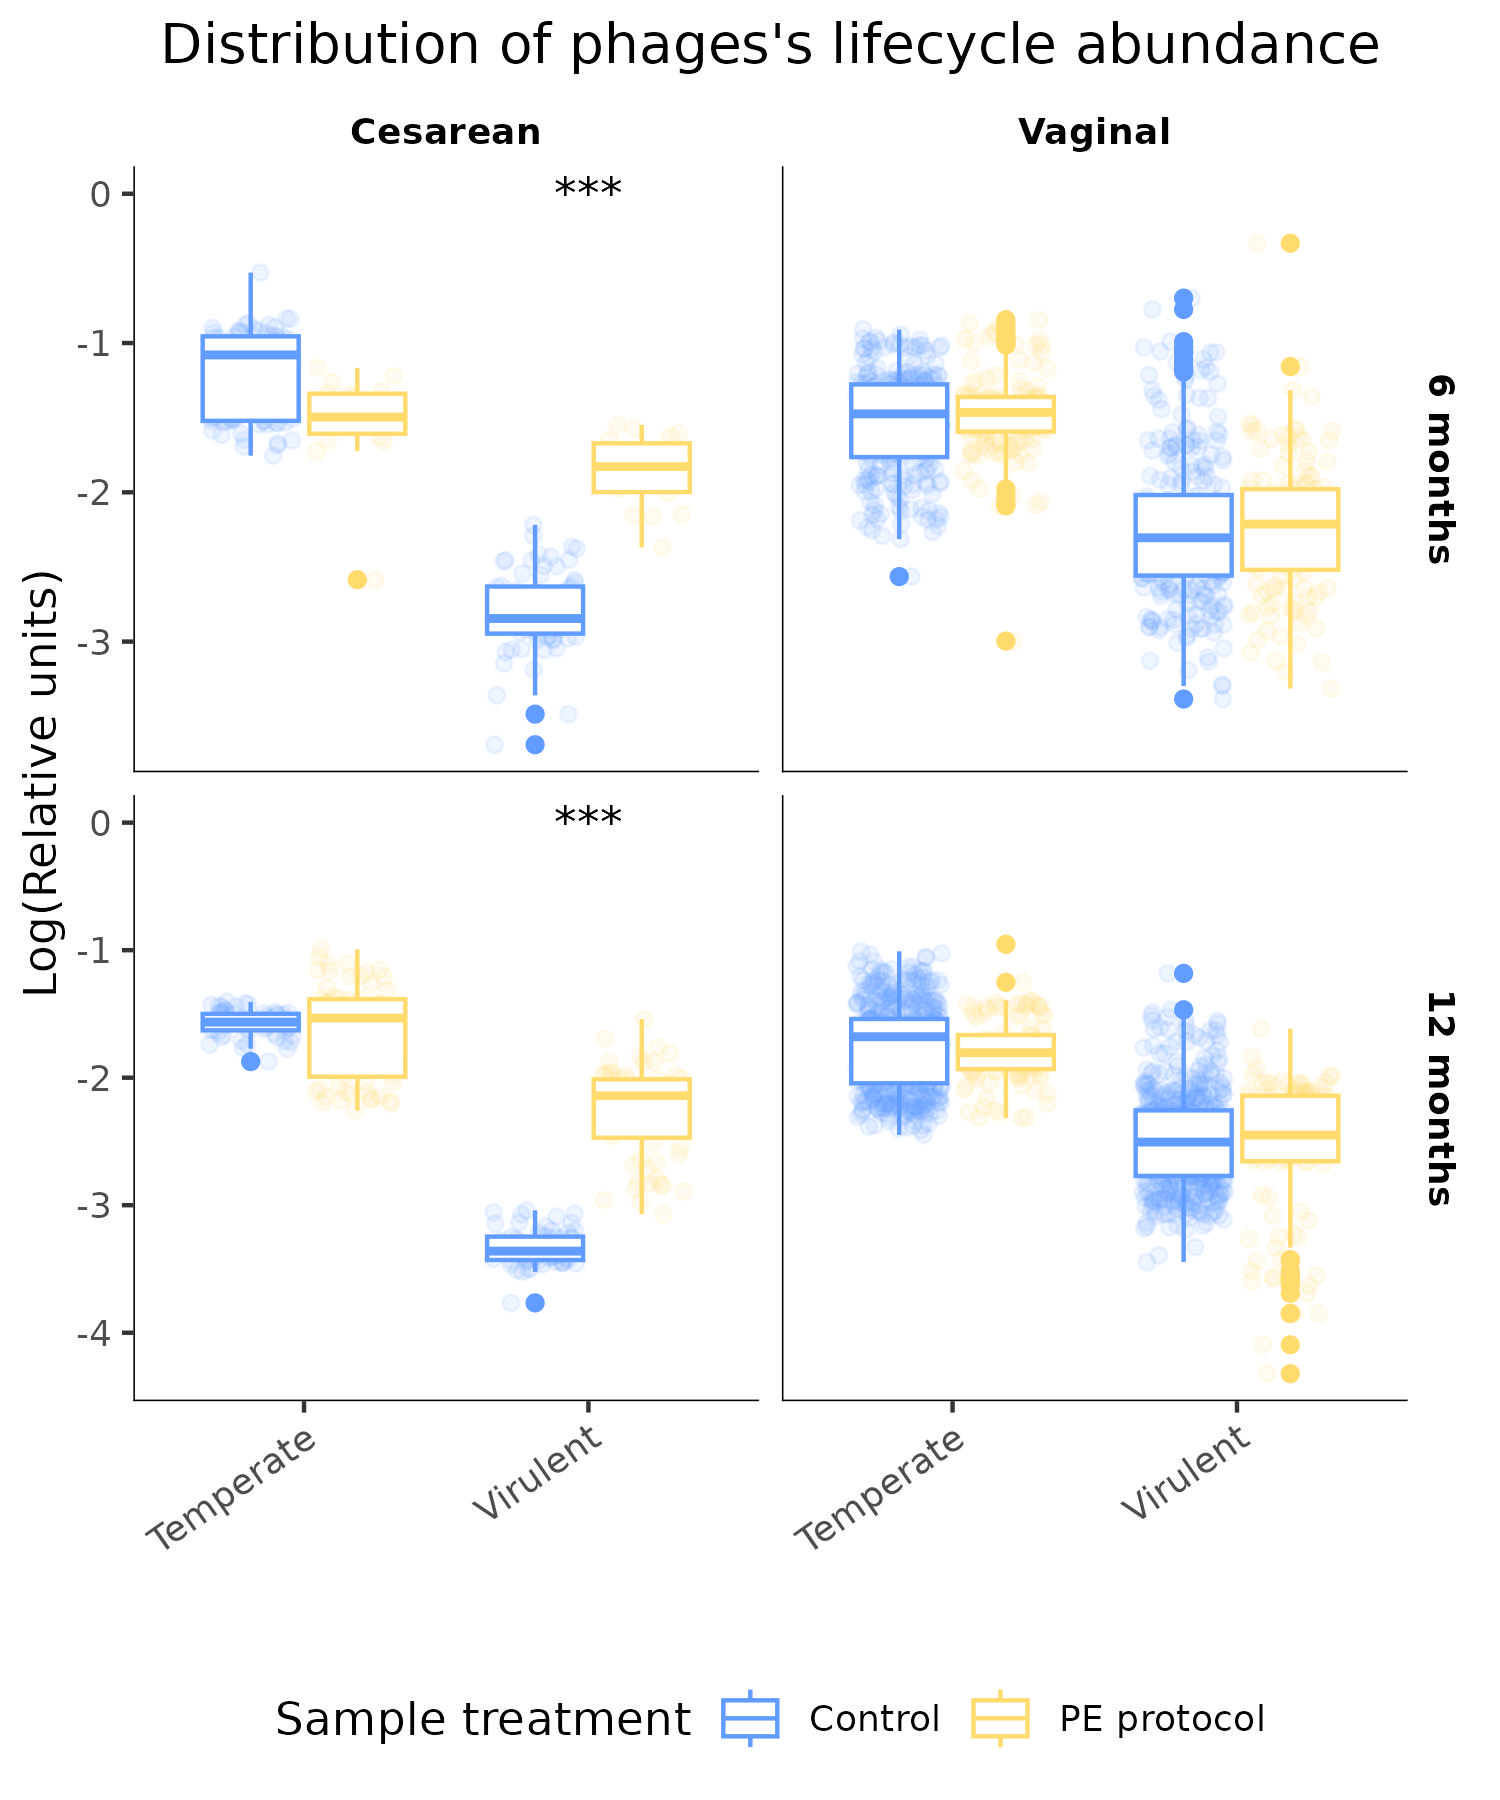 Distribution of phages's lifecycle abundance
Cesarean
Vaginal
0
-1
-2
-3
***
6 months
Log(Relative units)
0
-1
-2
-3
-4
***
12 months
Temperate
Virulent
Temperate
Virulent
Sample treatment Control PE protocol